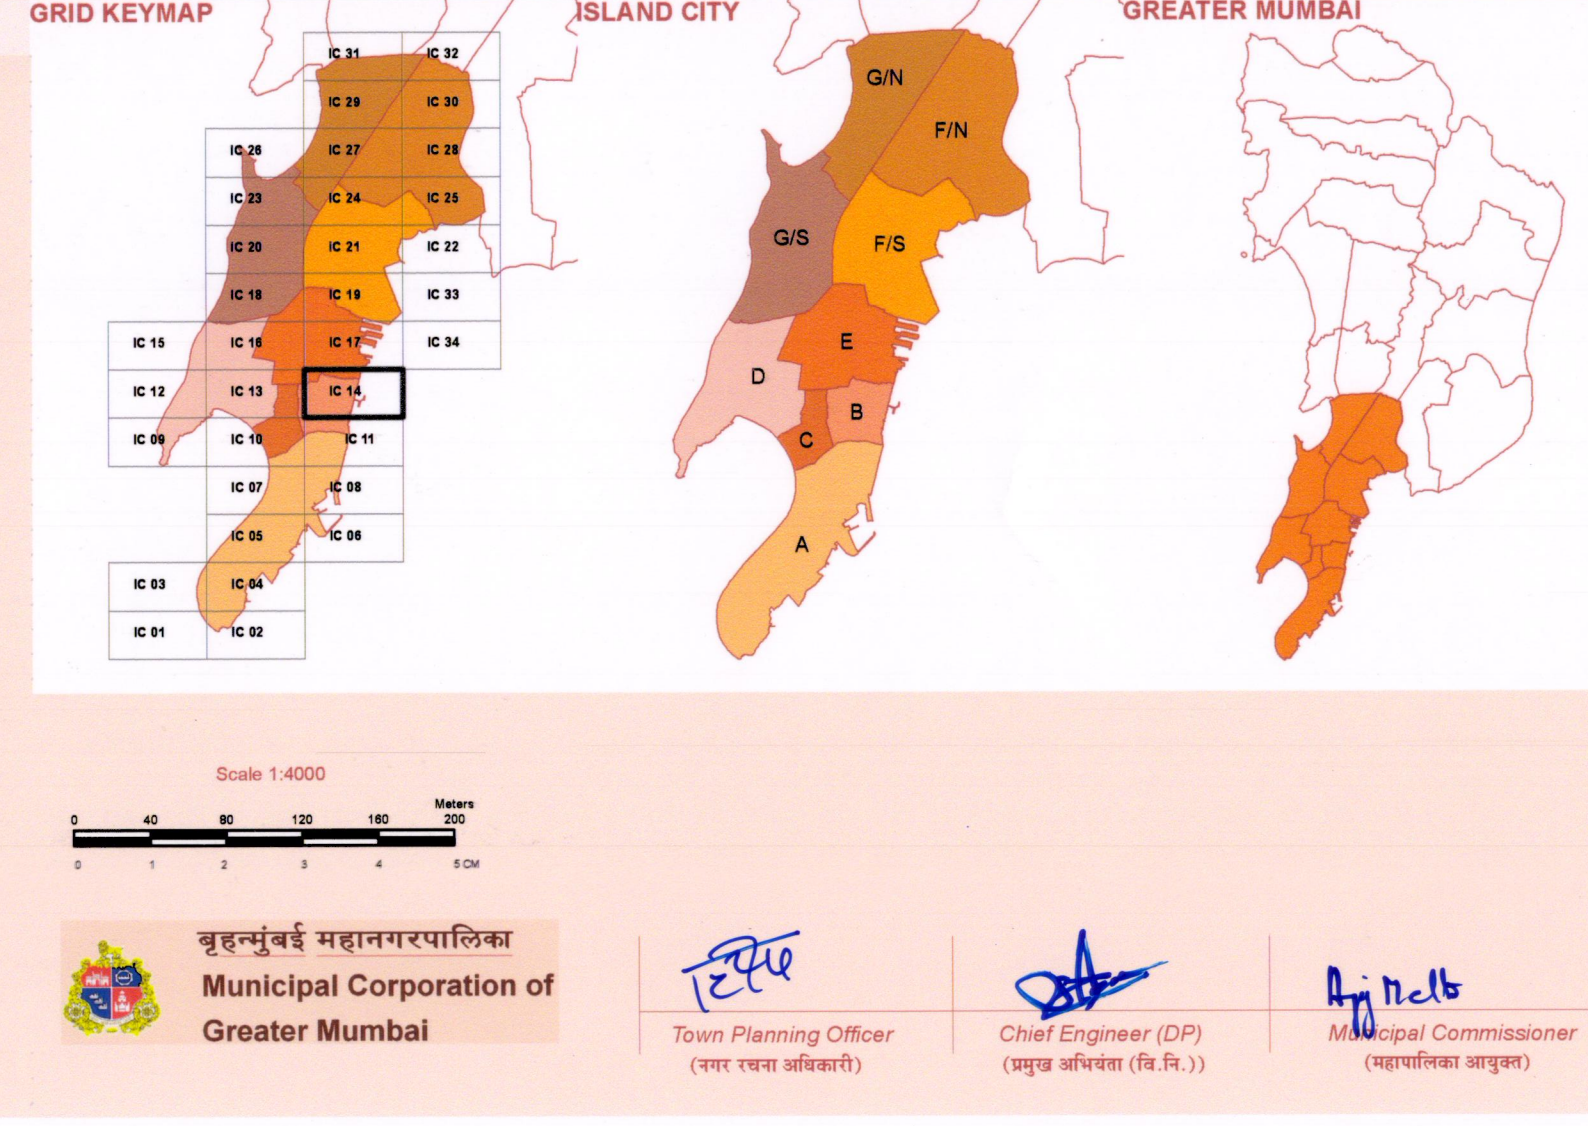 GRID KEYMAP
ISLAND CITY
GREATER MUMBAI
IC 31
IC 32
IC 29
IC 30
IC 26
IC 27
IC 28
IC 23
IC 24
IC 25
IC 20
IC 21
IC 22
IC 18
IC 19
IC 33
IC 15
IC 16
IC 17
IC 34
IC 12
IC 13
IC 14
IC 09
IC 10
IC 11
IC 07
IC 08
IC 05
IC 06
IC 03
IC 04
IC 01
IC 02
G/N
F/N
G/S
F/S
E
D
B
C
A
Scale 1:4000
Meters
0 40 80 120 160 200
0 1 2 3 4 5 CM
बृहन्मुंबई महानगरपालिका
Municipal Corporation of
Greater Mumbai
Town Planning Officer
(नगर रचना अधिकारी)
Chief Engineer (DP)
(प्रमुख अभियंता (वि.नि.))
Municipal Commissioner
(महापालिका आयुक्त)